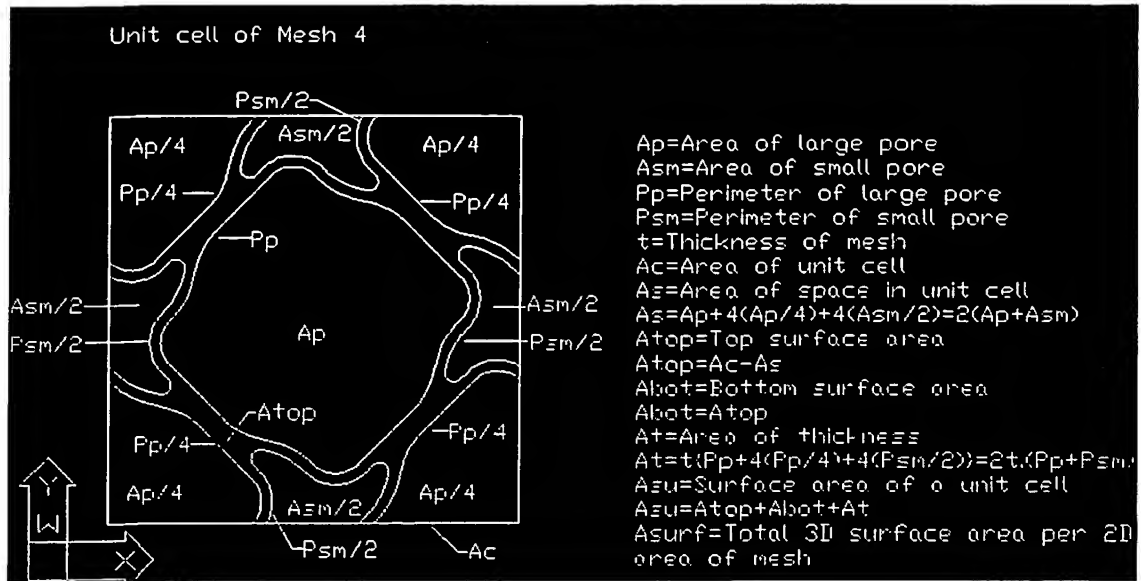 Unit cell of Mesh 4
Psm/2
Ap/4
Asm/2
Ap/4
Pp/4
Pp/4
Pp
Asm/2
Asm/2
Ap
Psm/2
Psm/2
Atop
Pp/4
Pp/4
Ap/4
Asm/2
Ap/4
Psm/2
Ac
Y
W
X
Ap=Area of large pore
Asm=Area of small pore
Pp=Perimeter of large pore
Psm=Perimeter of small pore
t=Thickness of mesh
Ac=Area of unit cell
As=Area of space in unit cell
As=Ap+4(Ap/4)+4(Asm/2)=2(Ap+Asm)
Atop=Top surface area
Atop=Ac-As
Abot=Bottom surface area
Abot=Atop
At=Area of thickness
At=t(Pp+4(Pp/4)+4(Psm/2))=2t(Pp+Psm
Asu=Surface area of a unit cell
Asu=Atop+Abot+At
Asurf=Total 3D surface area per 2D
area of mesh